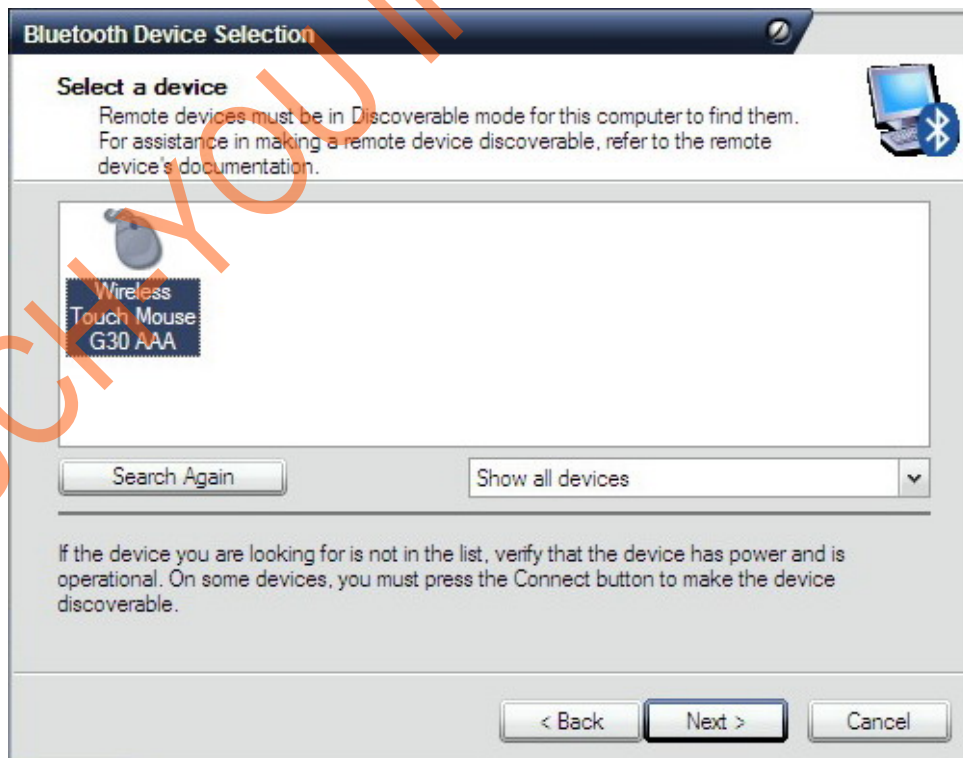 Bluetooth Device Selection
Select a device
Remote devices must be in Discoverable mode for this computer to find them.
For assistance in making a remote device discoverable, refer to the remote
device's documentation.
Wireless
Touch Mouse
G30 AAA
Search Again
Show all devices
If the device you are looking for is not in the list, verify that the device has power and is
operational. On some devices, you must press the Connect button to make the device
discoverable.
< Back
Next >
Cancel